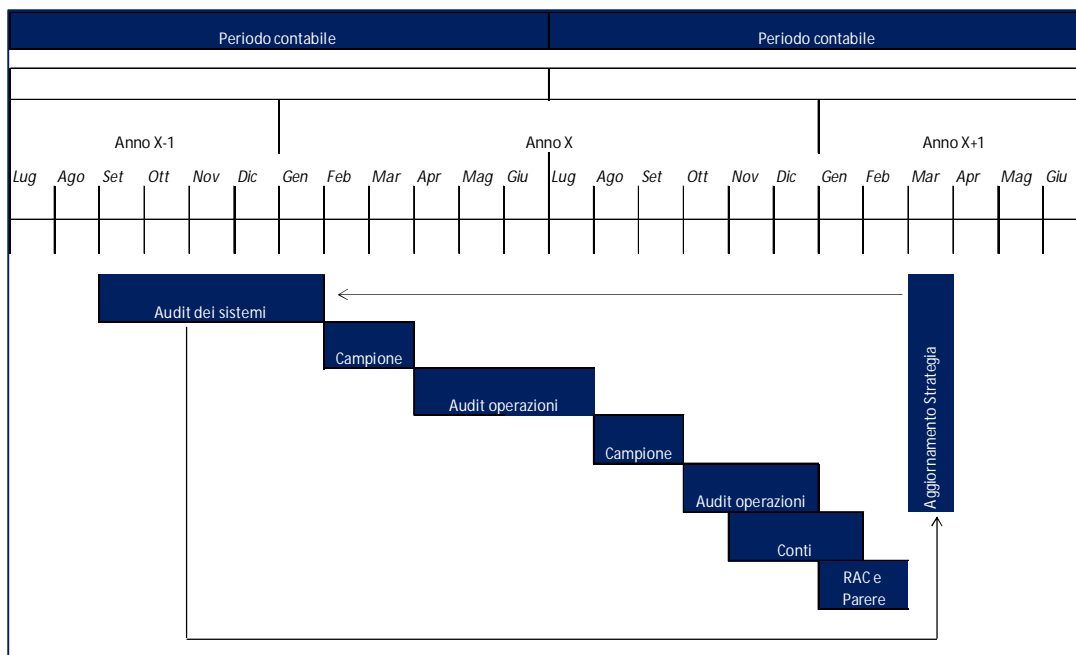 Periodo contabile Periodo contabile
Anno X-1 Anno X Anno X+1
Lug Ago Set Ott Nov Dic Gen Feb Mar Apr Mag Giu Lug Ago Set Ott Nov Dic Gen Feb Mar Apr Mag Giu
Audit dei sistemi
Campione
Audit operazioni
Campione
Audit operazioni
Conti
RAC e
Parere
Aggiornamento Strategia